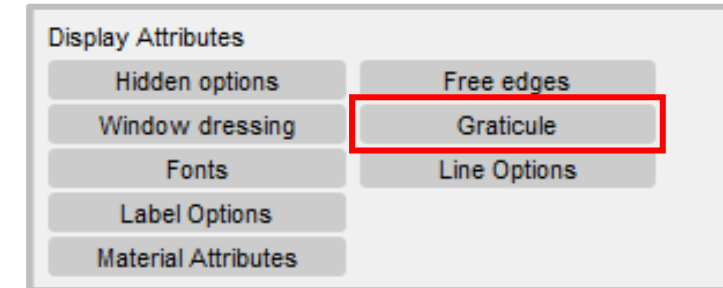 Display Attributes
Hidden options Free edges
Window dressing Graticule
Fonts Line Options
Label Options
Material Attributes